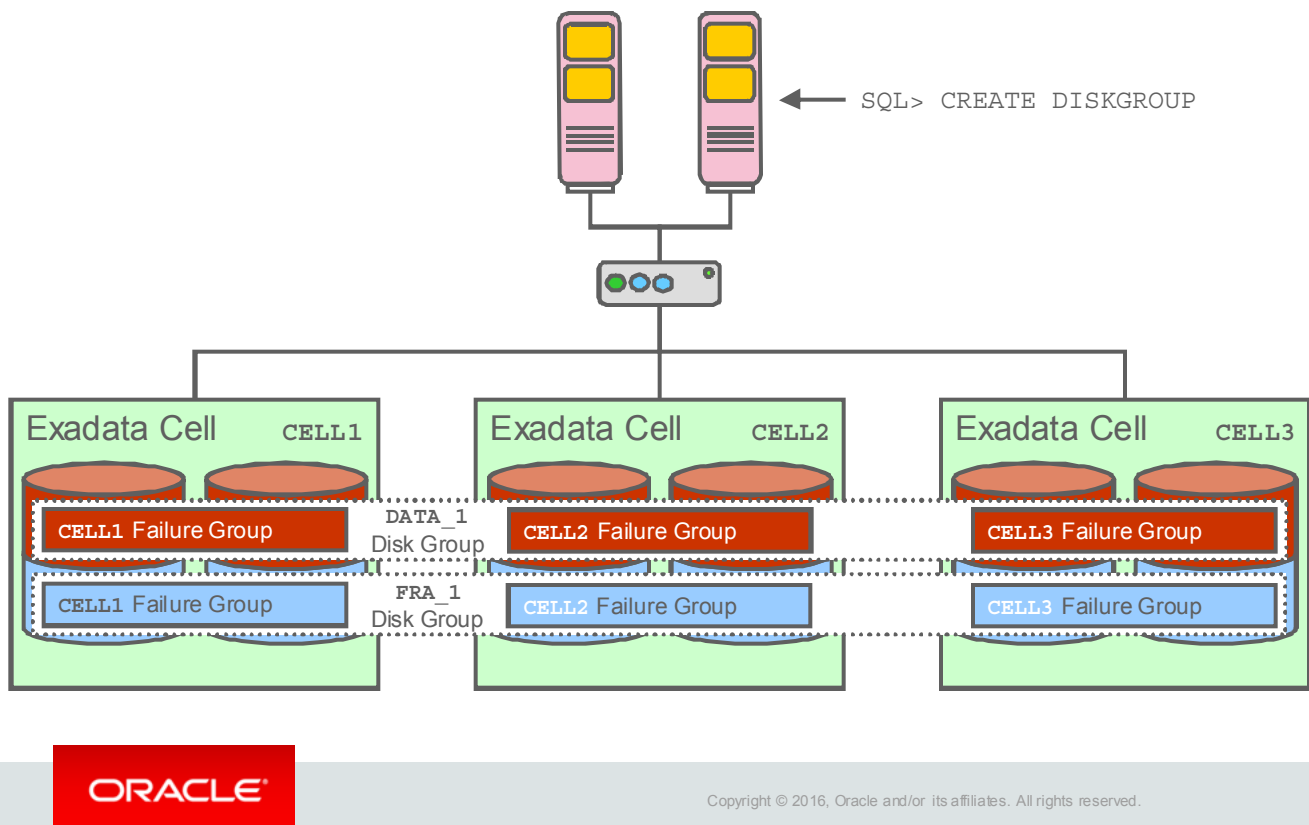 SQL> CREATE DISKGROUP
Exadata Cell CELL1
Exadata Cell CELL2
Exadata Cell CELL3
CELL1 Failure Group
DATA_1
Disk Group
CELL2 Failure Group
CELL3 Failure Group
CELL1 Failure Group
FRA_1
Disk Group
CELL2 Failure Group
CELL3 Failure Group
ORACLE®
Copyright © 2016, Oracle and/or its affiliates. All rights reserved.